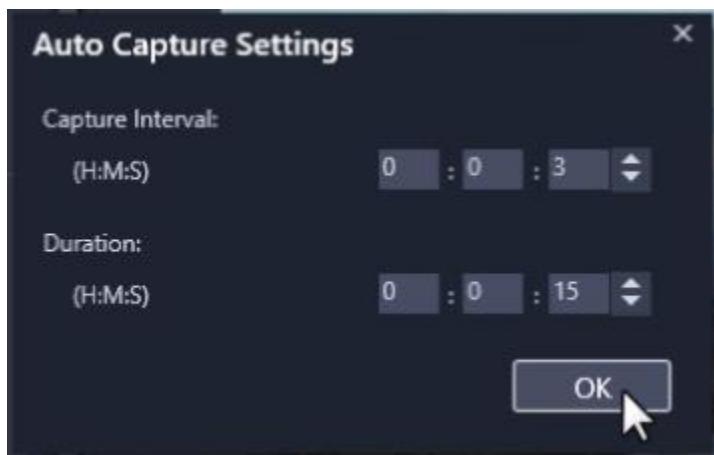 Auto Capture Settings
Capture Interval:
(H:M:S) 0 : 0 : 3
Duration:
(H:M:S) 0 : 0 : 15
OK